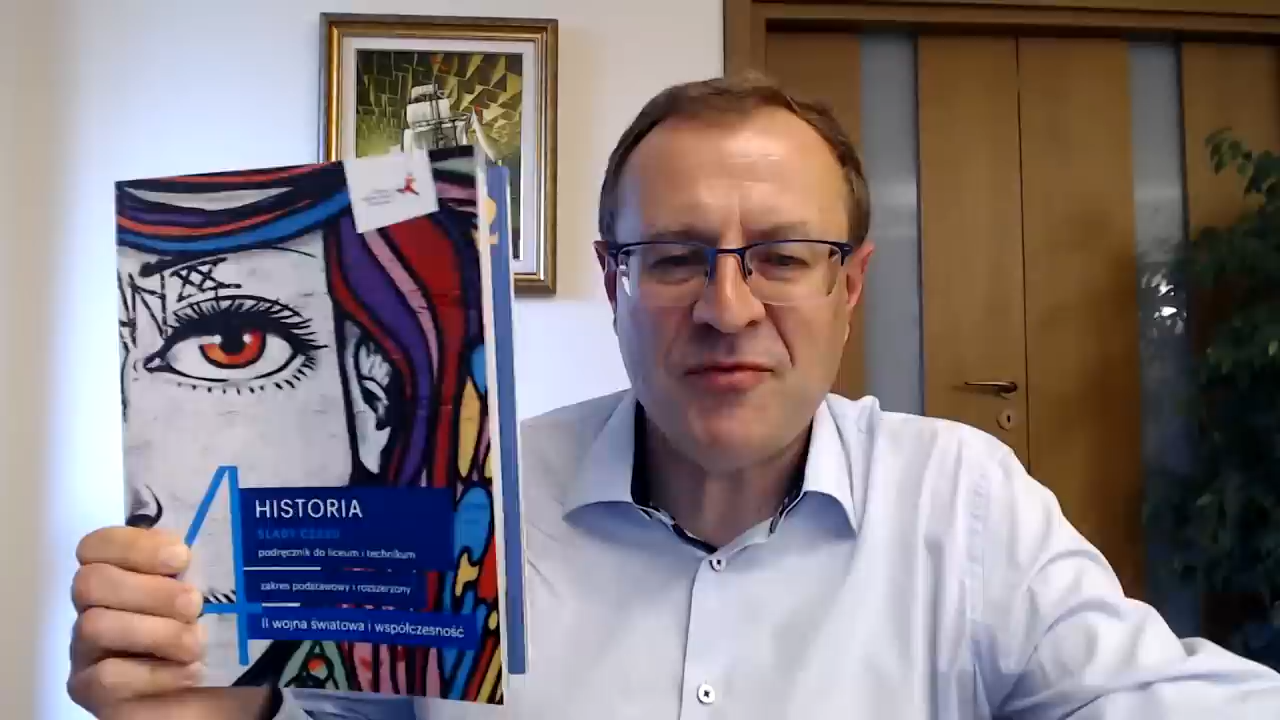 4
HISTORIA
ŚLADY CZASU
podręcznik do liceum i technikum
zakres podstawowy i rozszerzony
II wojna światowa i współczesność